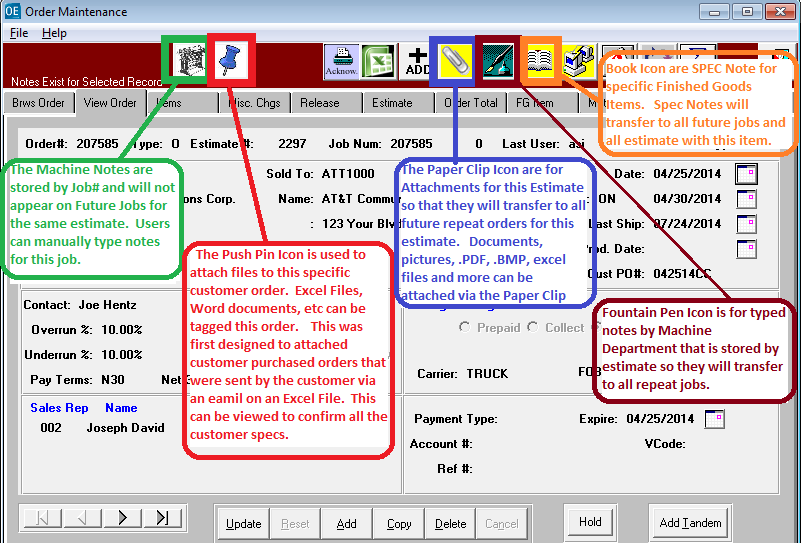 OE Order Maintenance
File Help
Notes Exist for Selected Record
Acknow.
ADD
Brws Order
View Order
Items
Misc. Chgs
Release
Estimate
Order Total
FG Item
Book Icon are SPEC Note for
specific Finished Goods
Items. Spec Notes will
transfer to all future jobs and
all estimate with this item.
Order#: 207585 Type: O Estimate #: 2297 Job Num: 207585 0 Last User: asi
The Machine Notes are
stored by Job# and will not
appear on Future Jobs for
the same estimate. Users
can manually type notes
for this job.
ons Corp.
Sold To: ATT1000
Name: AT&T Commu
: 123 Your Blvd
The Paper Clip Icon are for
Attachments for this Estimate
so that they will transfer to all
future repeat orders for this
estimate. Documents,
pictures, .PDF, .BMP, excel
files and more can be
attached via the Paper Clip
Date: 04/25/2014
ON 04/30/2014
Last Ship: 07/24/2014
Prod. Date:
Cust PO#: 042514CC
The Push Pin Icon is used to
attach files to this specific
customer order. Excel Files,
Word documents, etc can be
tagged this order. This was
first designed to attached
customer purchased orders that
were sent by the customer via
an eamil on an Excel File. This
can be viewed to confirm all the
customer specs.
Contact: Joe Hentz
Overrun %: 10.00%
Underrun %: 10.00%
Pay Terms: N30 Net
Prepaid Collect
Carrier: TRUCK FOB
Fountain Pen Icon is for typed
notes by Machine
Department that is stored by
estimate so they will transfer
to all repeat jobs.
Sales Rep Name
002 Joseph David
Payment Type: Expire: 04/25/2014
Account #: VCode:
Ref #:
Update Reset Add Copy Delete Cancel Hold Add Tandem